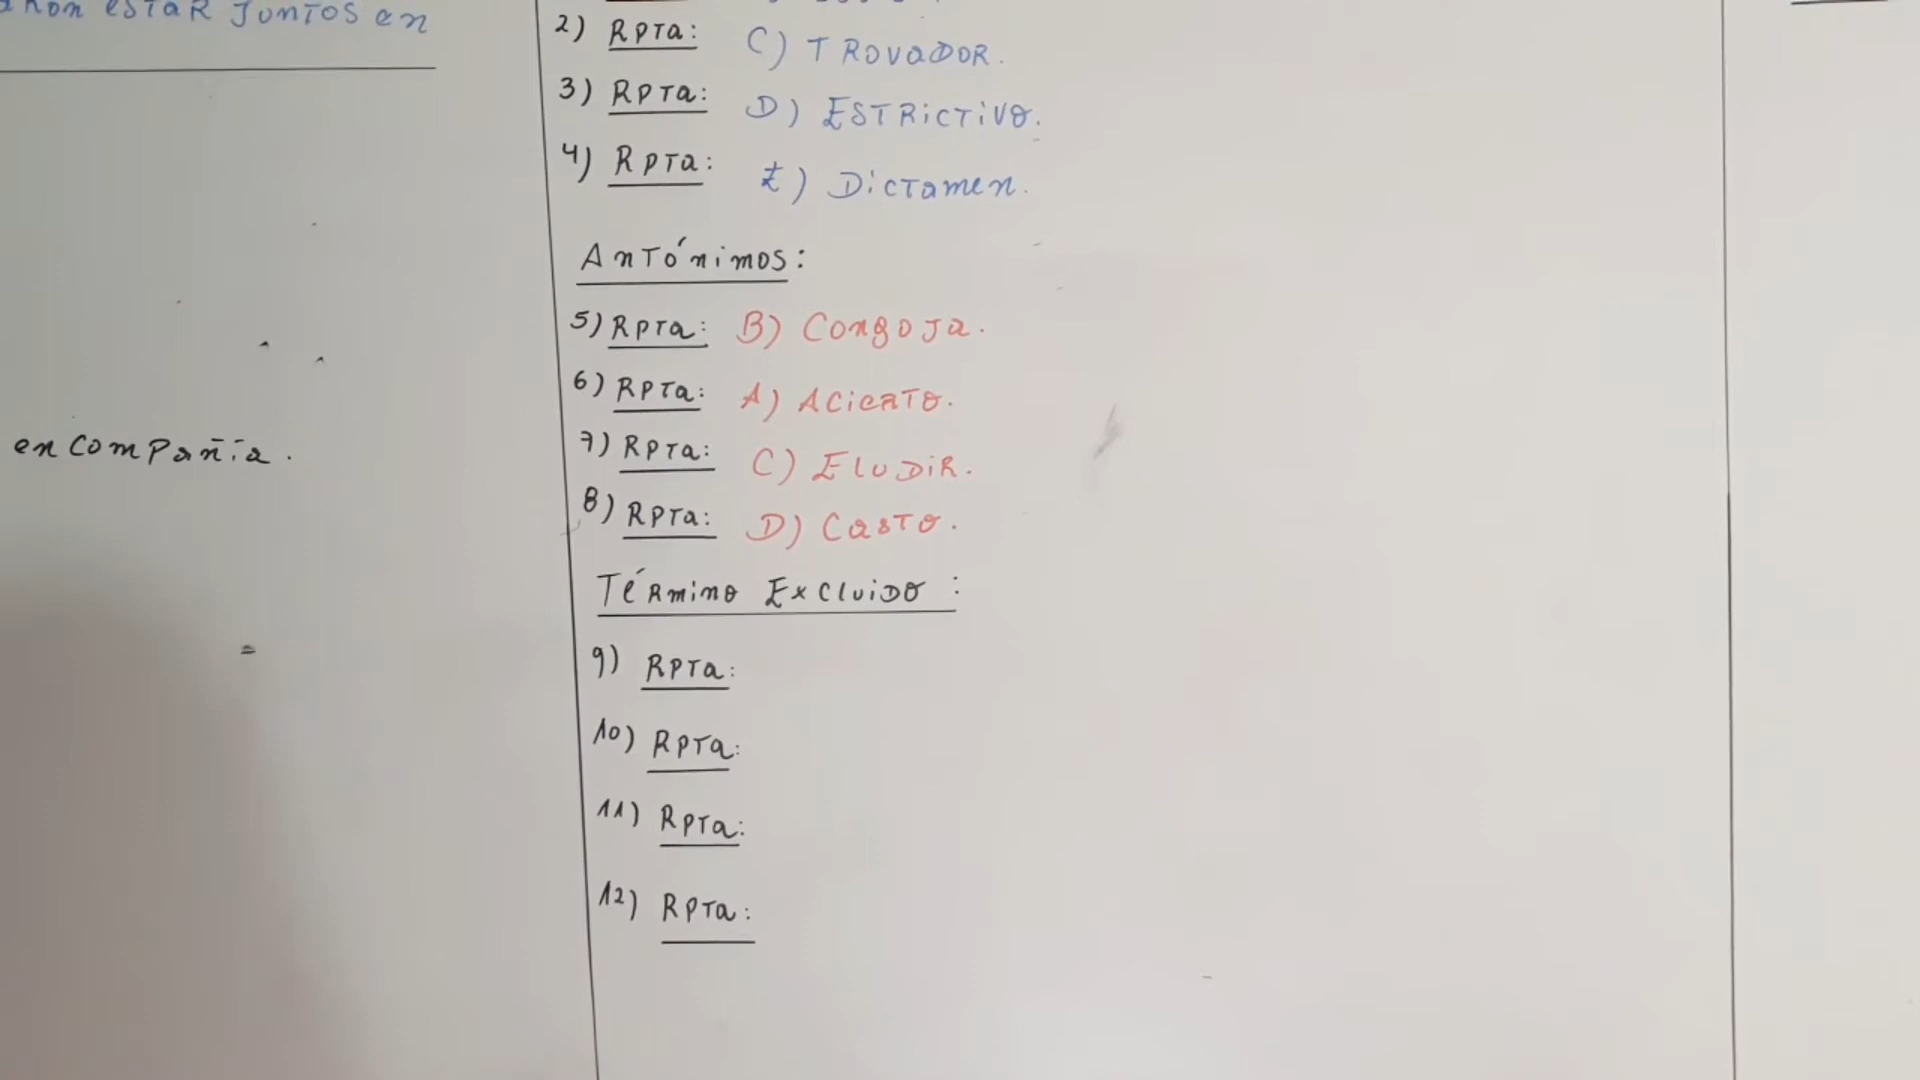 estar juntos en
en compañía.
2) Rpta: C) Trovador.
3) Rpta: D) Estrictivo.
4) Rpta: E) Dictamen.
Antónimos:
5) Rpta: B) Congoja.
6) Rpta: A) Acicato.
7) Rpta: C) Eludir.
8) Rpta: D) Casto.
Término Excluido:
9) Rpta:
10) Rpta:
11) Rpta:
12) Rpta: